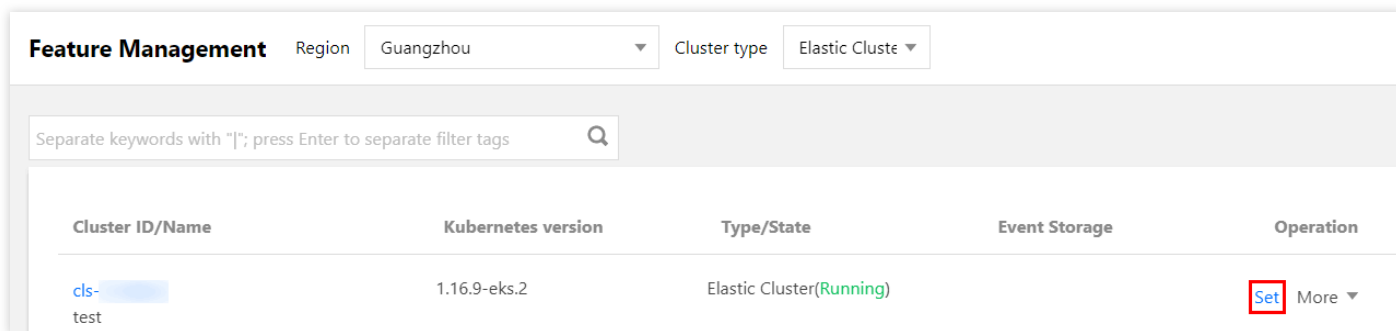 Feature Management Region Guangzhou Cluster type Elastic Cluste
Separate keywords with "|"; press Enter to separate filter tags
Cluster ID/Name Kubernetes version Type/State Event Storage Operation
cls- 1.16.9-eks.2 Elastic Cluster(Running) Set More
test